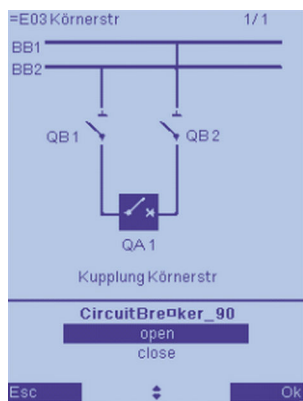 =E03 Körnerstr 1/1
BB1
BB2
QB1 QB2
QA1
Kupplung Körnerstr
CircuitBre¤ker_90
open
close
Esc Ok